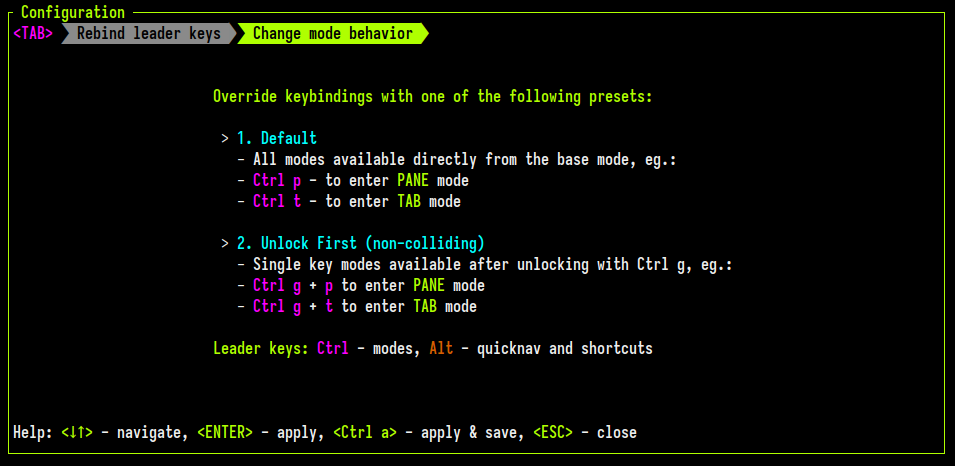 Configuration
<TAB> Rebind leader keys Change mode behavior
Override keybindings with one of the following presets:
> 1. Default
- All modes available directly from the base mode, eg.:
- Ctrl p - to enter PANE mode
- Ctrl t - to enter TAB mode
> 2. Unlock First (non-colliding)
- Single key modes available after unlocking with Ctrl g, eg.:
- Ctrl g + p to enter PANE mode
- Ctrl g + t to enter TAB mode
Leader keys: Ctrl - modes, Alt - quicknav and shortcuts
Help: <↓↑> - navigate, <ENTER> - apply, <Ctrl a> - apply & save, <ESC> - close